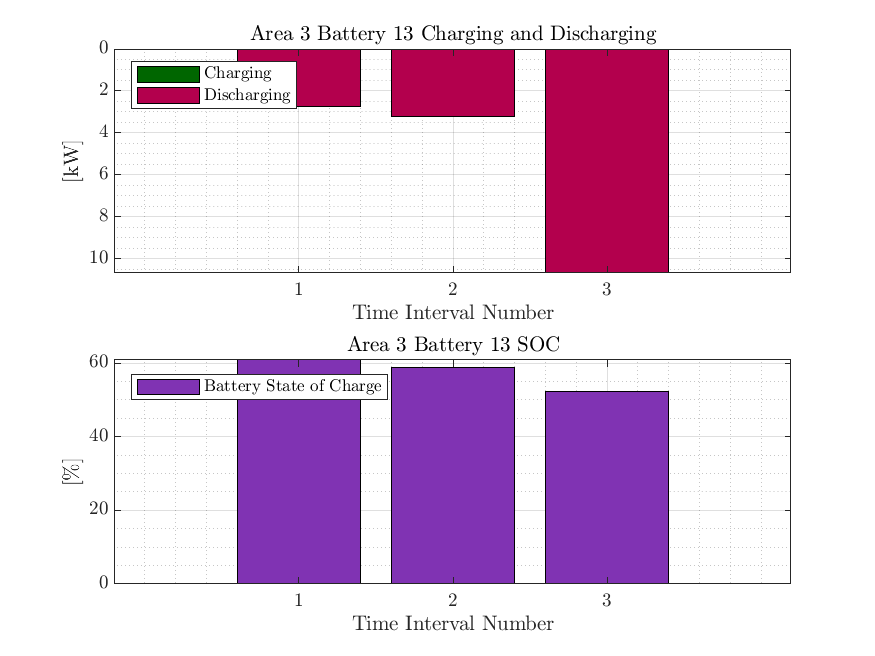 Area 3 Battery 13 Charging and Discharging
0
2
4
6
8
10
[kW]
Charging
Discharging
1 2 3
Time Interval Number
Area 3 Battery 13 SOC
60
40
20
0
[%]
Battery State of Charge
1 2 3
Time Interval Number